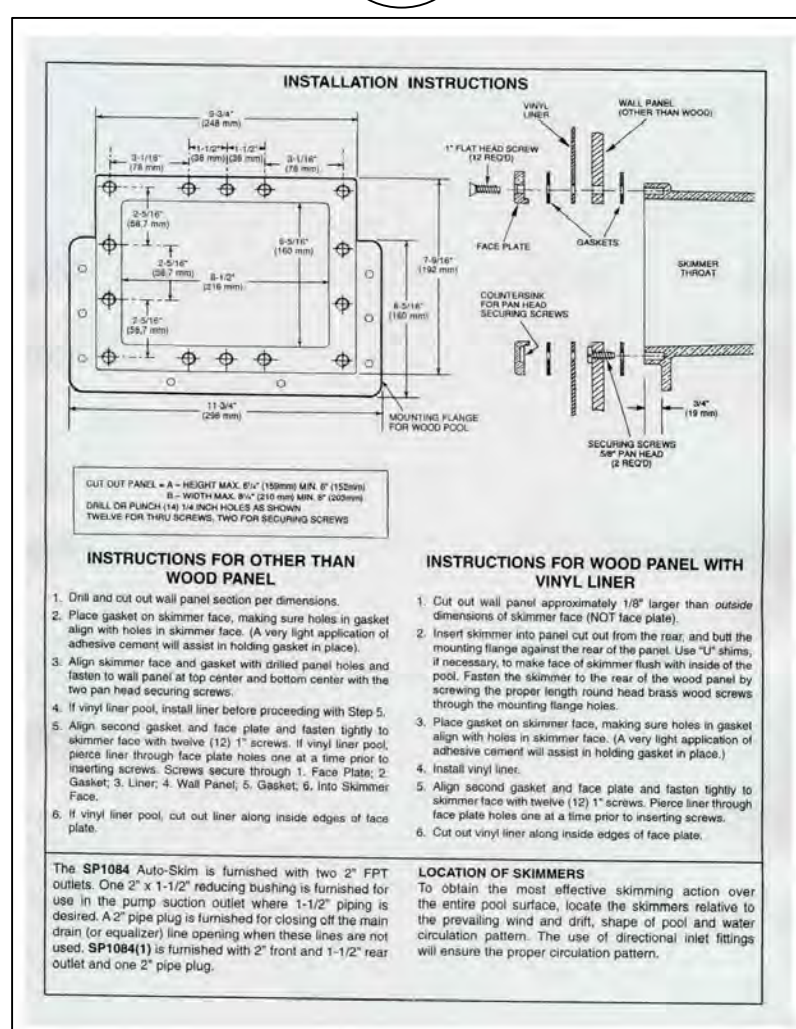 INSTALLATION INSTRUCTIONS
9-3/4"
(248 mm)
3-1/16"
(78 mm)
1-1/2"
(38 mm)
1-1/2"
(38 mm)
3-1/16"
(78 mm)
2-5/16"
(58,7 mm)
2-5/16"
(58,7 mm)
8-1/2"
(216 mm)
(160 mm)
2-5/16"
(58,7 mm)
7-9/16"
(192 mm)
(160 mm)
11-3/4"
(298 mm)
MOUNTING FLANGE
FOR WOOD POOL
VINYL
LINER
WALL PANEL
(OTHER THAN WOOD)
1" FLAT HEAD SCREW
(12 REQ'D)
FACE PLATE
GASKETS
SKIMMER
THROAT
COUNTERSINK
FOR PAN HEAD
SECURING SCREWS
3/4"
(19 mm)
SECURING SCREWS
5/8" PAN HEAD
(2 REQ'D)
CUT OUT PANEL = A – HEIGHT MAX. 6¼" (159mm) MIN. 6" (152mm)
B – WIDTH MAX. 8¼" (210 mm) MIN. 8" (203mm)
DRILL OR PUNCH (14) 1/4 INCH HOLES AS SHOWN
TWELVE FOR THRU SCREWS, TWO FOR SECURING SCREWS
INSTRUCTIONS FOR OTHER THAN
WOOD PANEL
1. Drill and cut out wall panel section per dimensions.
2. Place gasket on skimmer face, making sure holes in gasket
align with holes in skimmer face. (A very light application of
adhesive cement will assist in holding gasket in place).
3. Align skimmer face and gasket with drilled panel holes and
fasten to wall panel at top center and bottom center with the
two pan head securing screws.
4. If vinyl liner pool, install liner before proceeding with Step 5.
5. Align second gasket and face plate and fasten tightly to
skimmer face with twelve (12) 1" screws. If vinyl liner pool,
pierce liner through face plate holes one at a time prior to
inserting screws. Screws secure through 1. Face Plate; 2.
Gasket; 3. Liner; 4. Wall Panel; 5. Gasket; 6. Into Skimmer
Face.
6. If vinyl liner pool, cut out liner along inside edges of face
plate.
INSTRUCTIONS FOR WOOD PANEL WITH
VINYL LINER
1. Cut out wall panel approximately 1/8" larger than outside
dimensions of skimmer face (NOT face plate).
2. Insert skimmer into panel cut out from the rear, and butt the
mounting flange against the rear of the panel. Use "U" shims,
if necessary, to make face of skimmer flush with inside of the
pool. Fasten the skimmer to the rear of the wood panel by
screwing the proper length round head brass wood screws
through the mounting flange holes.
3. Place gasket on skimmer face, making sure holes in gasket
align with holes in skimmer face. (A very light application of
adhesive cement will assist in holding gasket in place.)
4. Install vinyl liner.
5. Align second gasket and face plate and fasten tightly to
skimmer face with twelve (12) 1" screws. Pierce liner through
face plate holes one at a time prior to inserting screws.
6. Cut out vinyl liner along inside edges of face plate.
The SP1084 Auto-Skim is furnished with two 2" FPT
outlets. One 2" x 1-1/2" reducing bushing is furnished for
use in the pump suction outlet where 1-1/2" piping is
desired. A 2" pipe plug is furnished for closing off the main
drain (or equalizer) line opening when these lines are not
used. SP1084(1) is furnished with 2" front and 1-1/2" rear
outlet and one 2" pipe plug.
LOCATION OF SKIMMERS
To obtain the most effective skimming action over
the entire pool surface, locate the skimmers relative to
the prevailing wind and drift, shape of pool and water
circulation pattern. The use of directional inlet fittings
will ensure the proper circulation pattern.